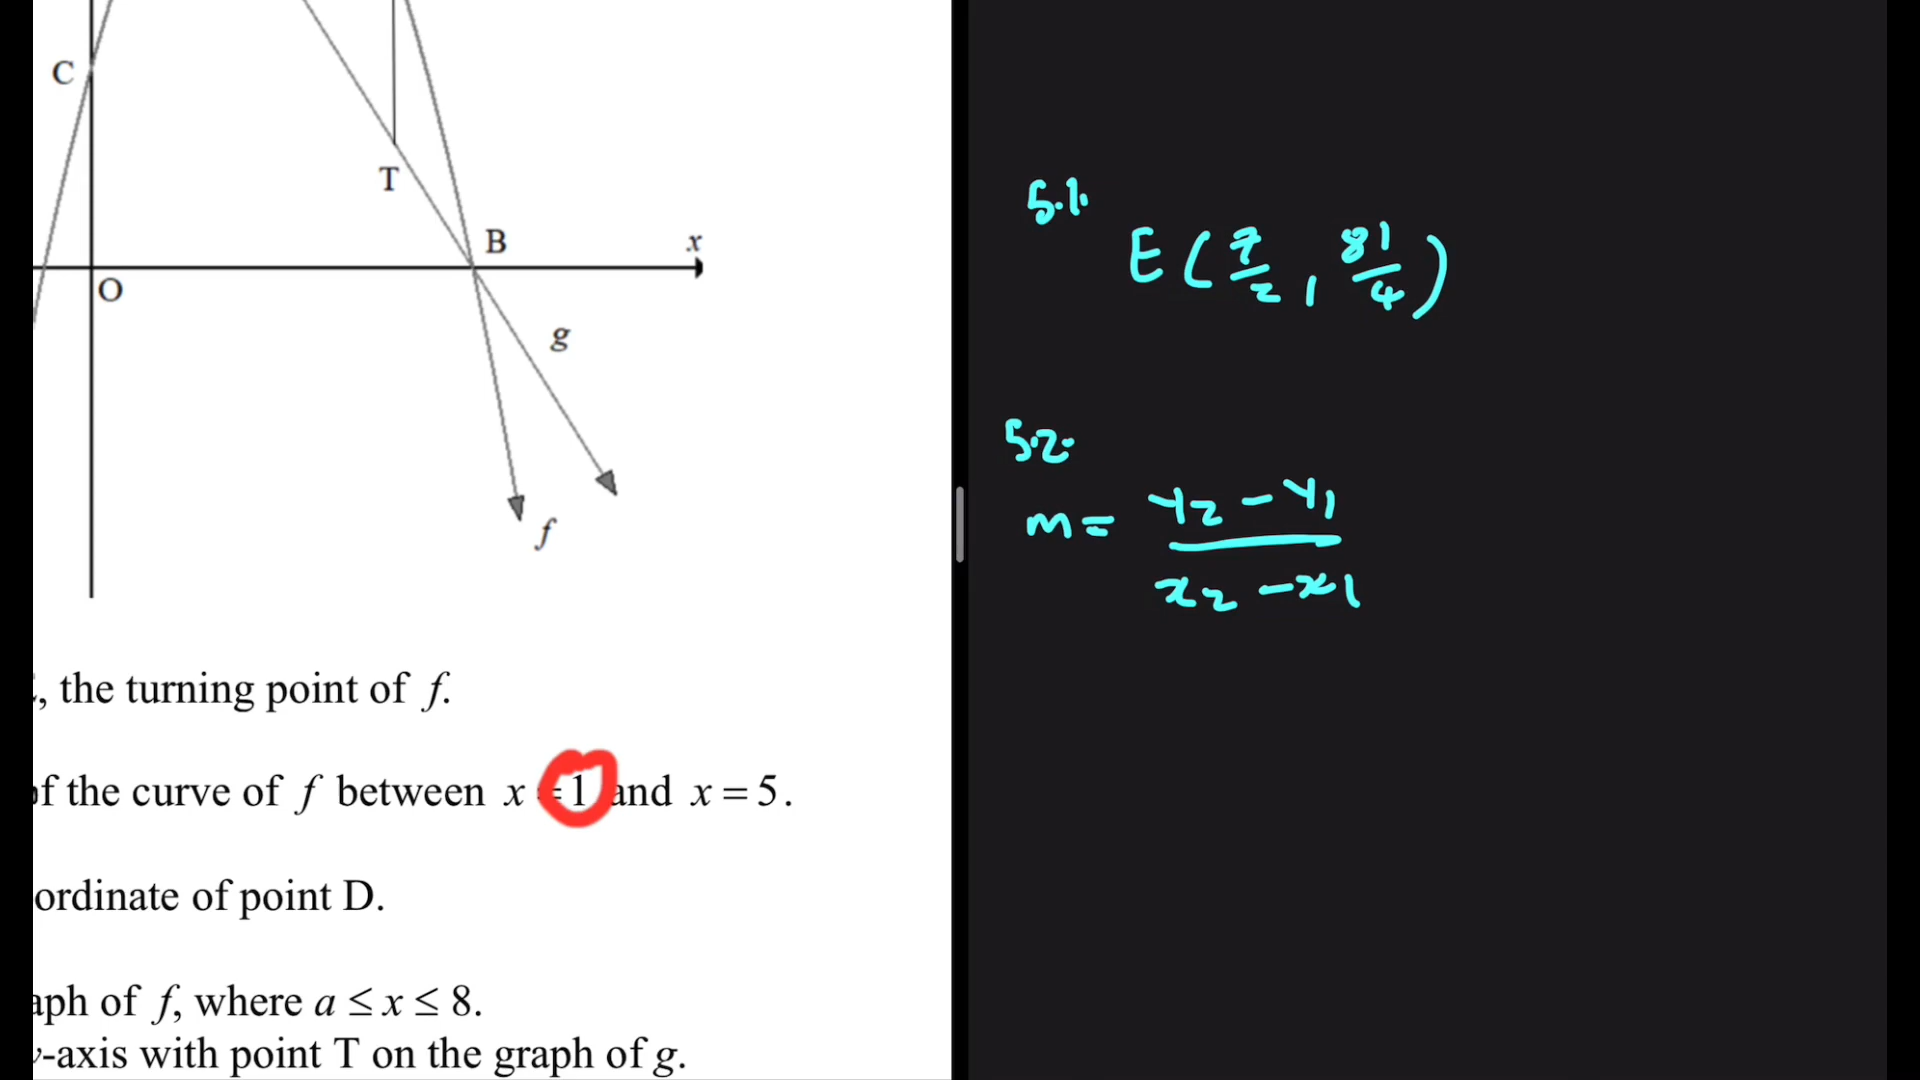 C
T
B
x
O
g
f
, the turning point of f.
f the curve of f between x = 1 and x = 5.
ordinate of point D.
aph of f, where a ≤ x ≤ 8.
-axis with point T on the graph of g.
5.1.
E ( 7/2 , 81/4 )
5.2.
m = y2 - y1 / x2 - x1